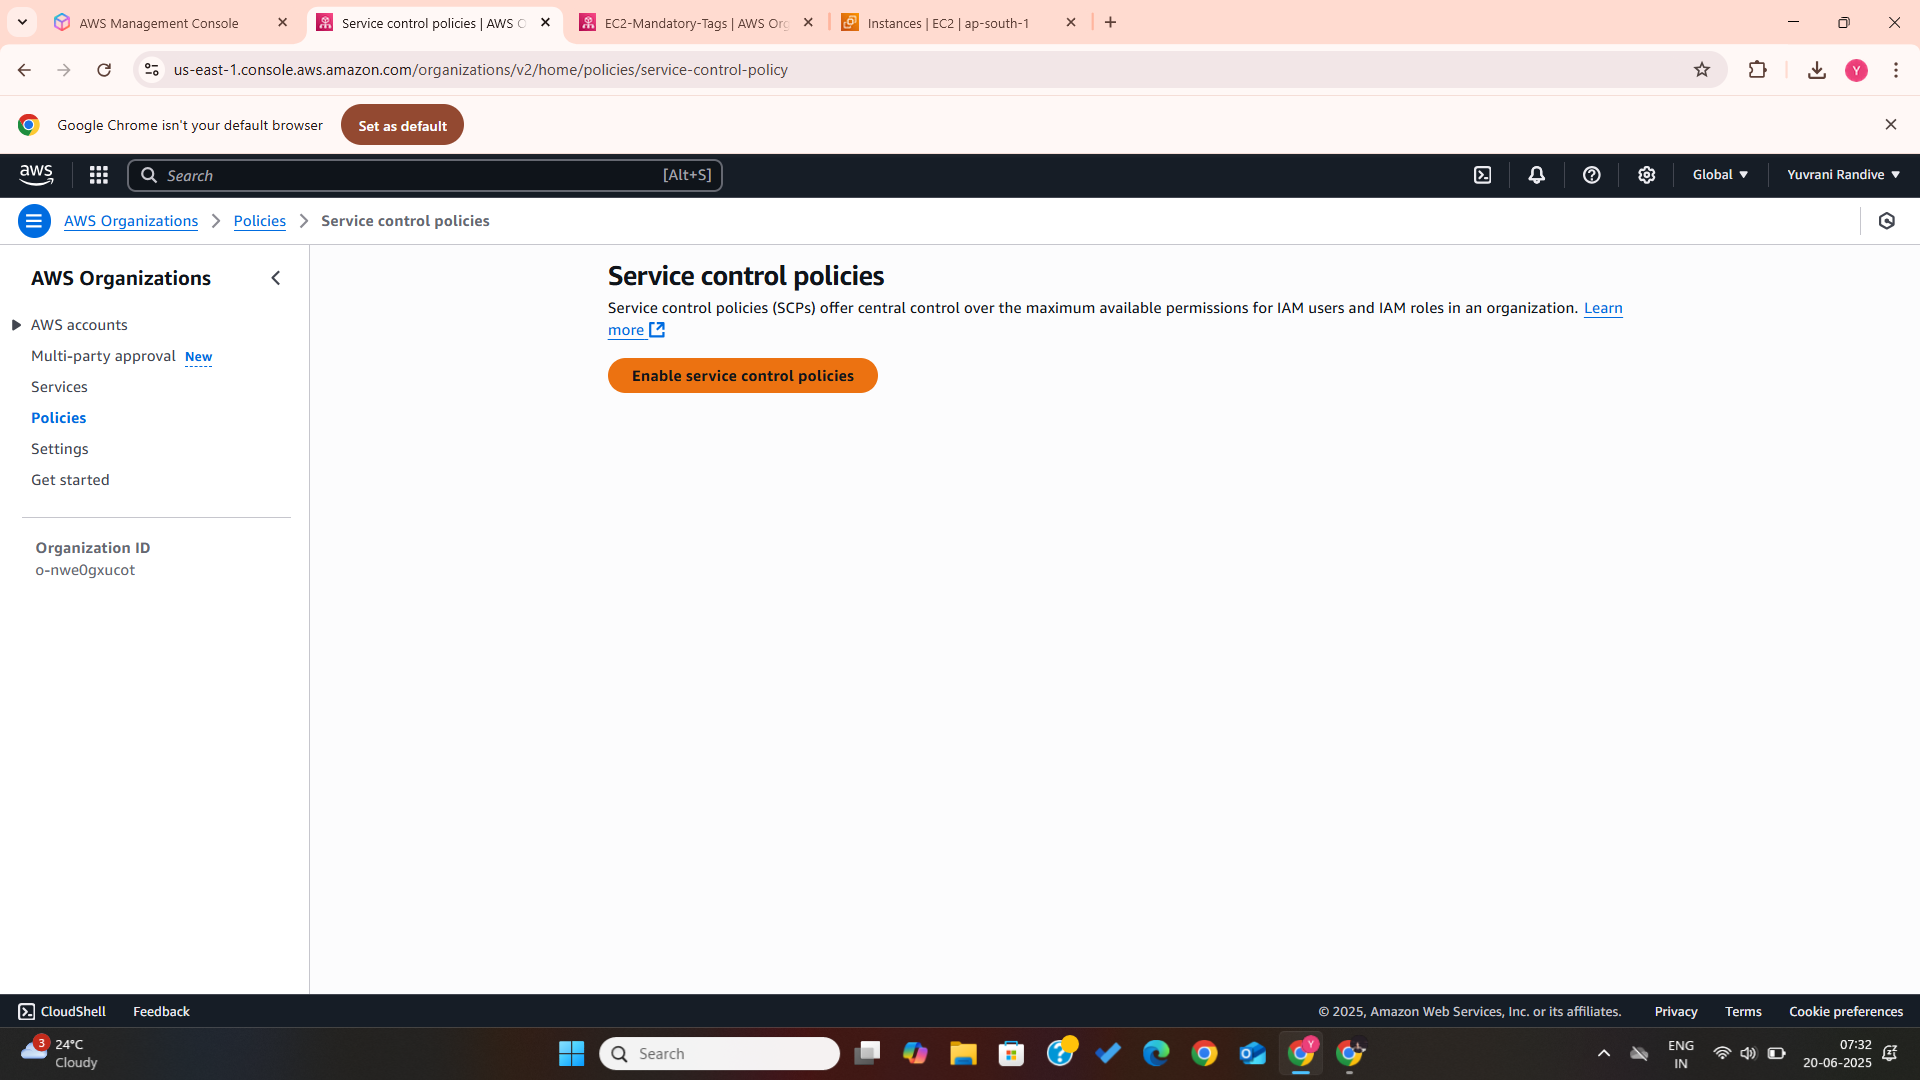 AWS Management Console
Service control policies | AWS O
EC2-Mandatory-Tags | AWS Org
Instances | EC2 | ap-south-1
us-east-1.console.aws.amazon.com/organizations/v2/home/policies/service-control-policy
Y
Google Chrome isn't your default browser
Set as default
aws
Search
[Alt+S]
Global
Yuvrani Randive
AWS Organizations
Policies
Service control policies
AWS Organizations
AWS accounts
Multi-party approval New
Services
Policies
Settings
Get started
Organization ID
o-nwe0gxucot
Service control policies
Service control policies (SCPs) offer central control over the maximum available permissions for IAM users and IAM roles in an organization. Learn
more
Enable service control policies
CloudShell
Feedback
© 2025, Amazon Web Services, Inc. or its affiliates.
Privacy
Terms
Cookie preferences
3
24°C
Cloudy
Search
Y
ENG
IN
07:32
20-06-2025